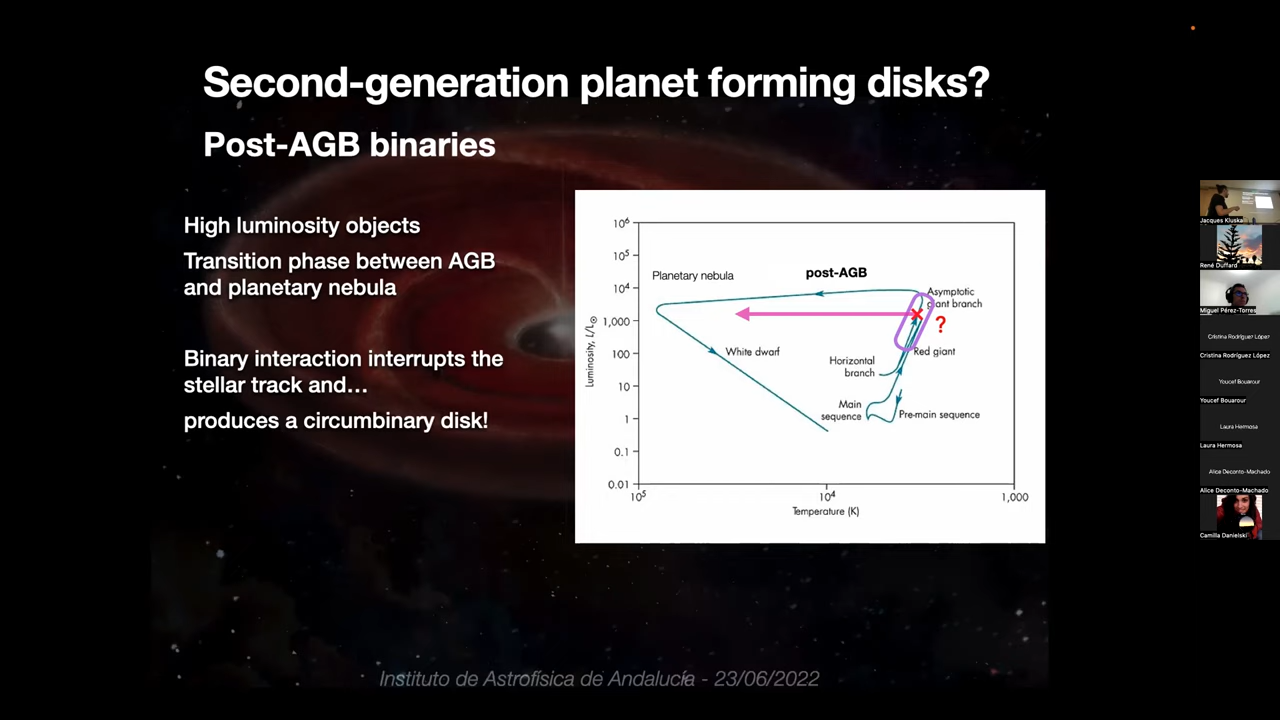 Second-generation planet forming disks?
Post-AGB binaries
High luminosity objects
Transition phase between AGB
and planetary nebula
Binary interaction interrupts the
stellar track and...
produces a circumbinary disk!
10⁶
10⁵
10⁴
1,000
100
10
1
0.1
0.01
Luminosity, L/L⊙
Planetary nebula
post-AGB
Asymptotic
giant branch
?
White dwarf
Red giant
Horizontal
branch
Main
sequence
Pre-main sequence
10⁵
10⁴
1,000
Temperature (K)
Instituto de Astrofísica de Andalucía - 23/06/2022
Jacques Kluska
René Duffard
Miguel Pérez-Torres
Cristina Rodríguez López
Cristina Rodríguez López
Youcef Bouarour
Youcef Bouarour
Laura Hermosa
Laura Hermosa
Alice Deconto-Machado
Alice Deconto-Machado
Camilla Danielski